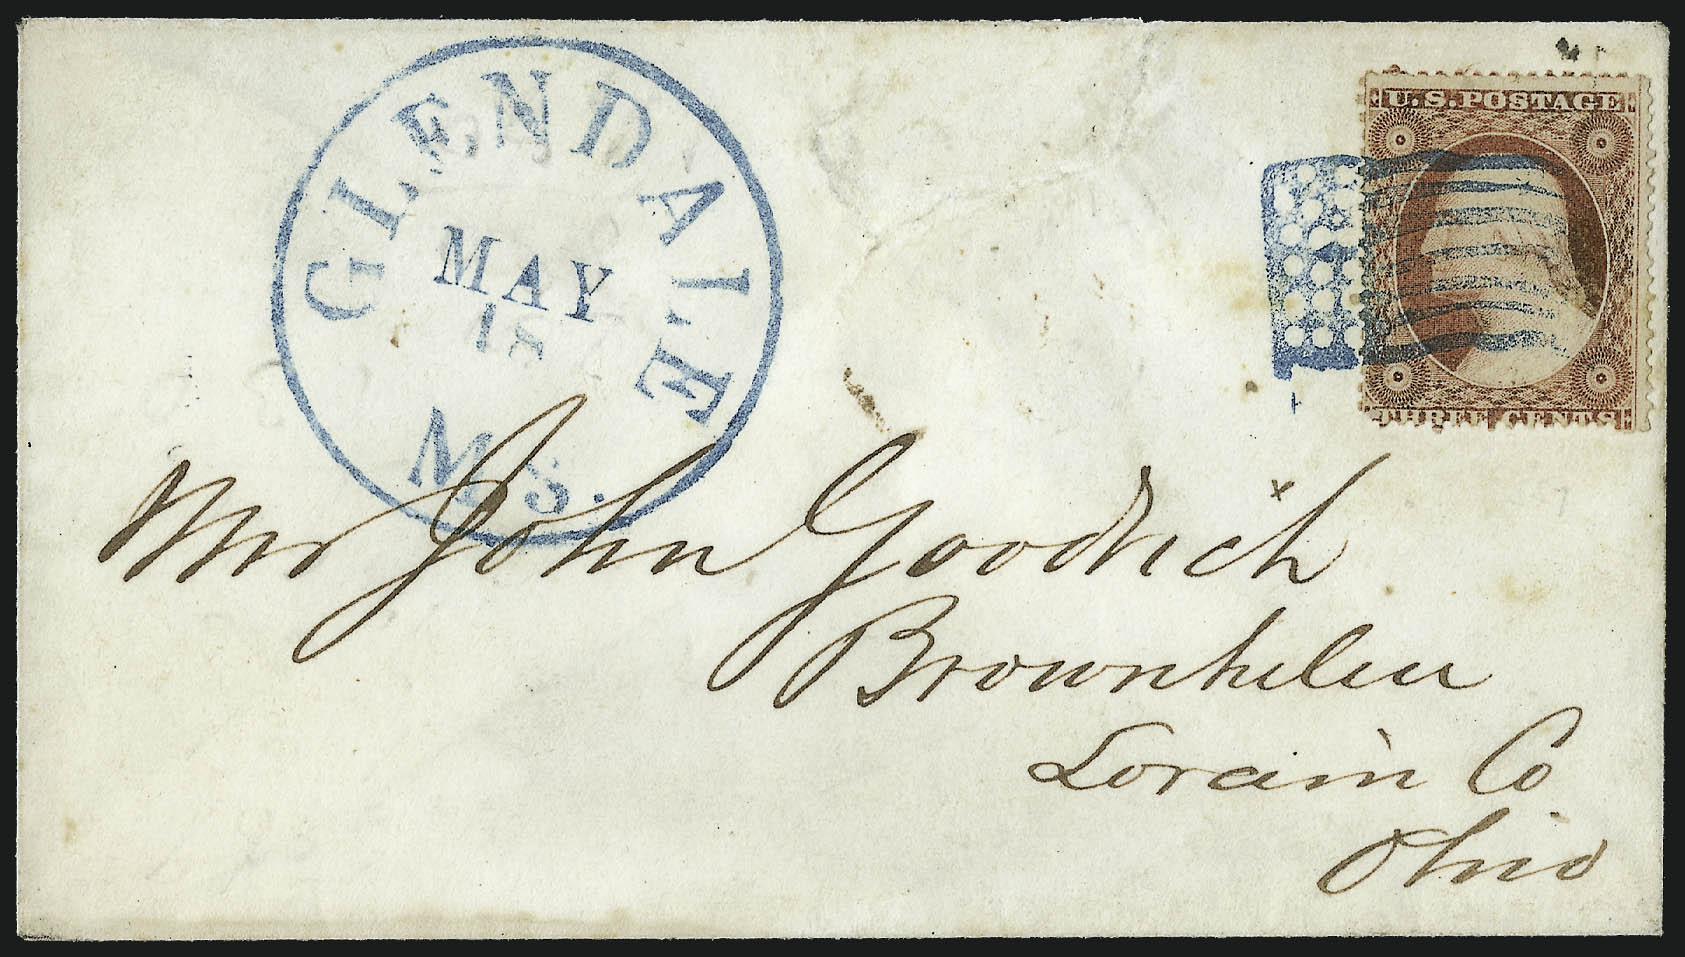 GLENDALE
MAY
MS.
U.S. POSTAGE
THREE CENTS
Mr John Goodrich
Brownhelm
Lorain Co
Ohio